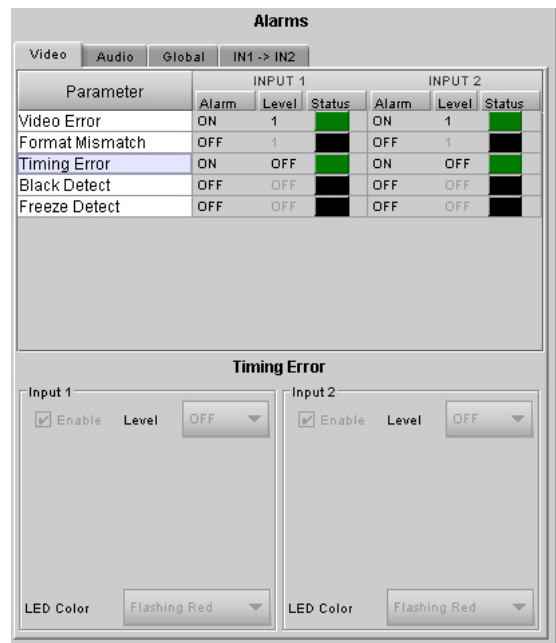 Alarms
Video Audio Global IN1 -> IN2
Parameter INPUT 1 INPUT 2
Alarm Level Status Alarm Level Status
Video Error ON 1 ON 1
Format Mismatch OFF 1 OFF 1
Timing Error ON OFF ON OFF
Black Detect OFF OFF OFF OFF
Freeze Detect OFF OFF OFF OFF
Timing Error
Input 1 Input 2
Enable Level OFF Enable Level OFF
LED Color Flashing Red LED Color Flashing Red